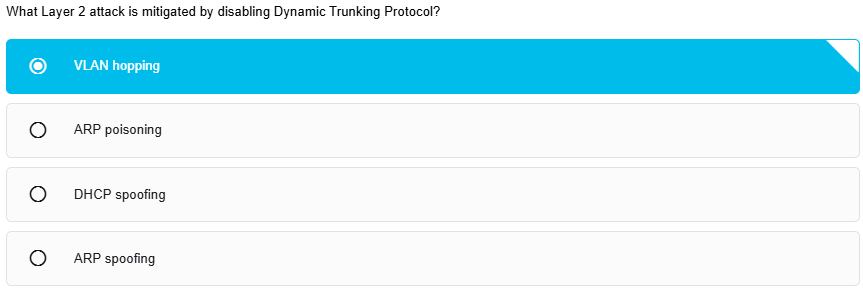 What Layer 2 attack is mitigated by disabling Dynamic Trunking Protocol?
VLAN hopping
ARP poisoning
DHCP spoofing
ARP spoofing